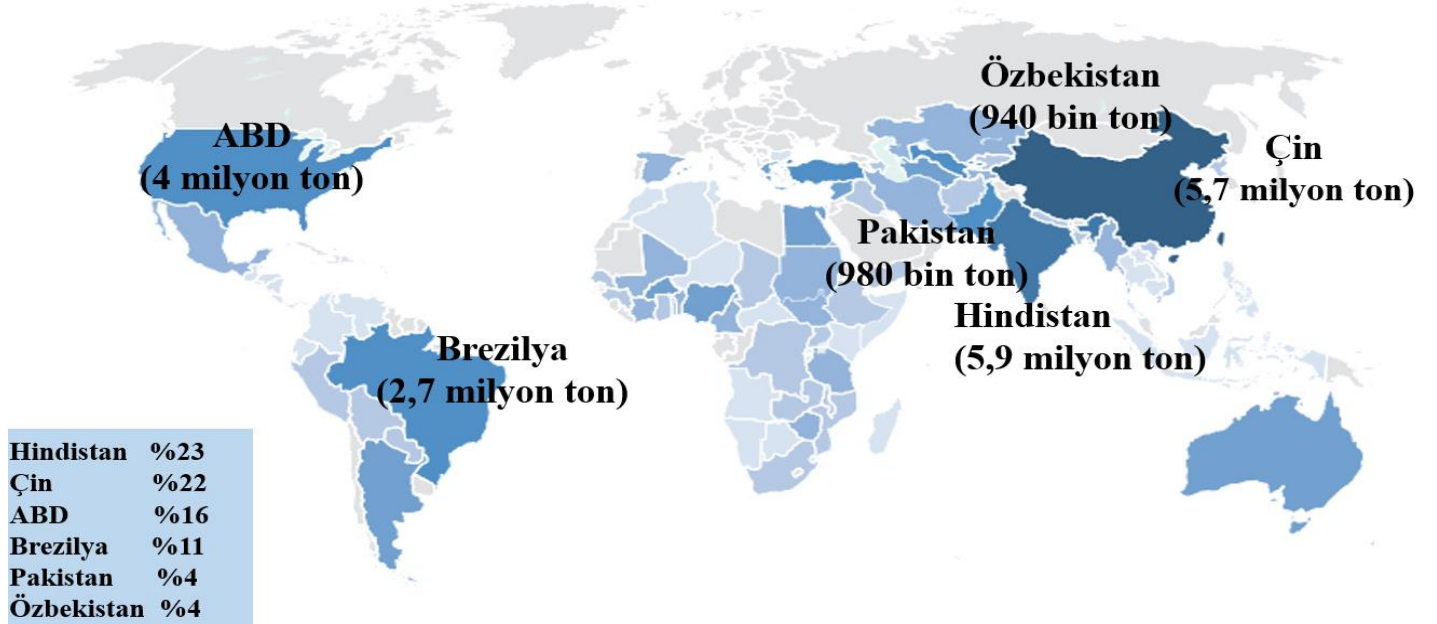 Özbekistan
(940 bin ton)
ABD
(4 milyon ton)
Çin
(5,7 milyon ton)
Pakistan
(980 bin ton)
Hindistan
(5,9 milyon ton)
Brezilya
(2,7 milyon ton)
Hindistan %23
Çin %22
ABD %16
Brezilya %11
Pakistan %4
Özbekistan %4